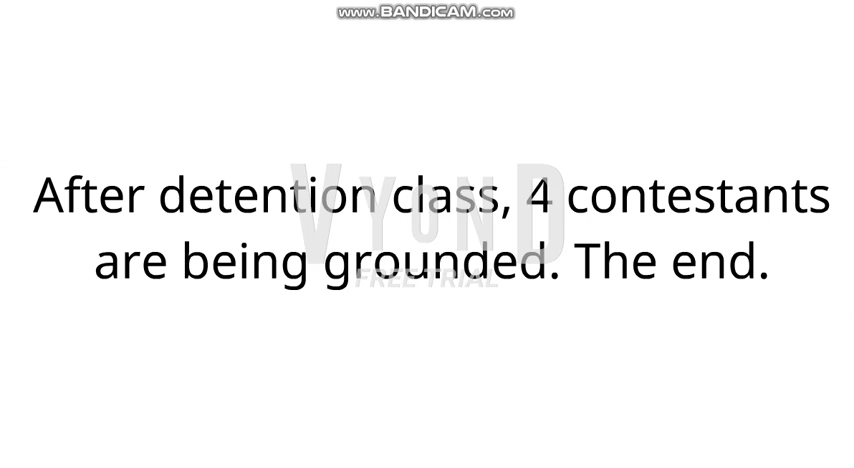 www.BANDICAM.com
After detention class, 4 contestants
VYOND
are being grounded. The end.
FREE TRIAL